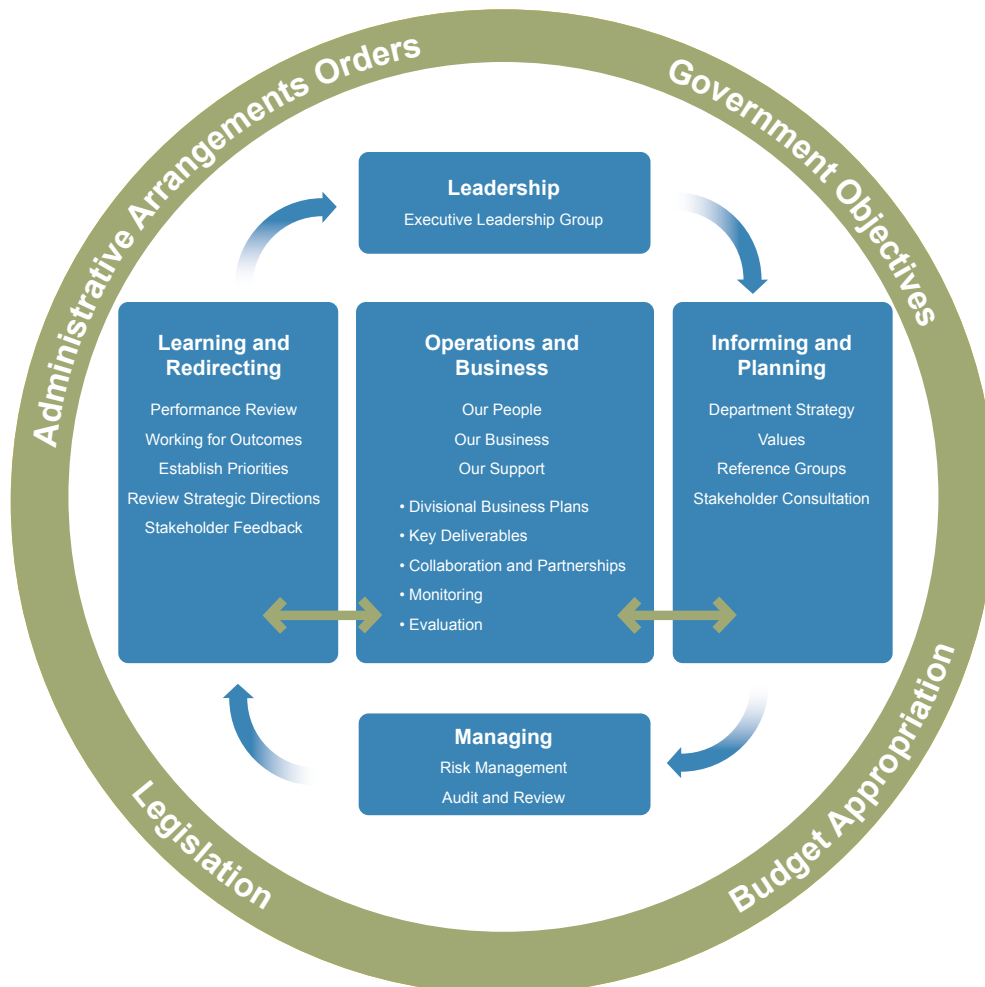 Administrative Arrangements Orders
Government Objectives
Leadership
Executive Leadership Group
Learning and
Redirecting
Performance Review
Working for Outcomes
Establish Priorities
Review Strategic Directions
Stakeholder Feedback
Operations and
Business
Our People
Our Business
Our Support
• Divisional Business Plans
• Key Deliverables
• Collaboration and Partnerships
• Monitoring
• Evaluation
Informing and
Planning
Department Strategy
Values
Reference Groups
Stakeholder Consultation
Managing
Risk Management
Audit and Review
Legislation
Budget Appropriation